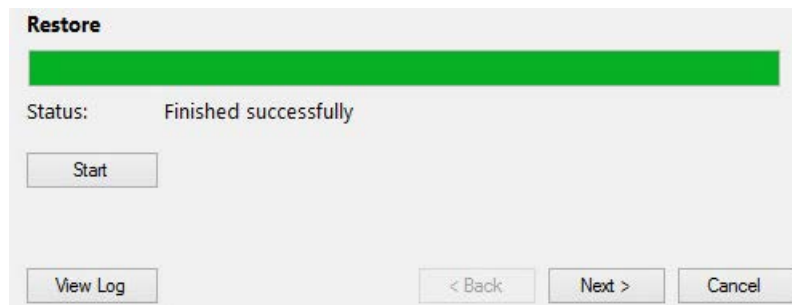 Restore
Status: Finished successfully
Start
View Log < Back Next > Cancel